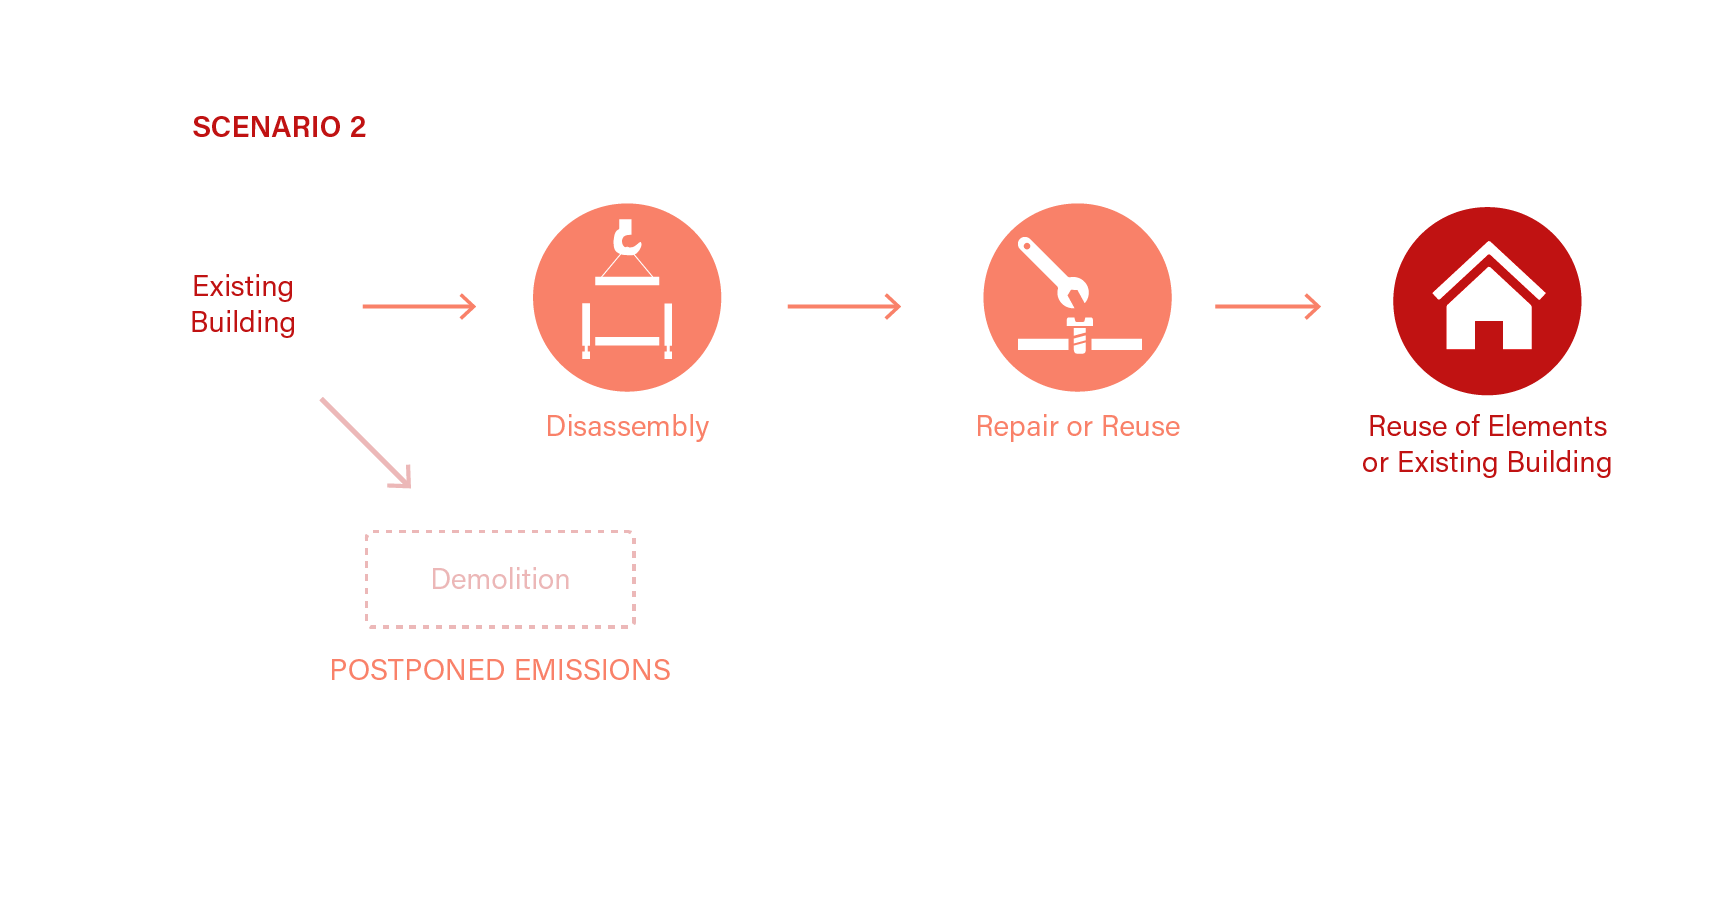 SCENARIO 2
Existing
Building
Disassembly
Repair or Reuse
Reuse of Elements
or Existing Building
Demolition
POSTPONED EMISSIONS